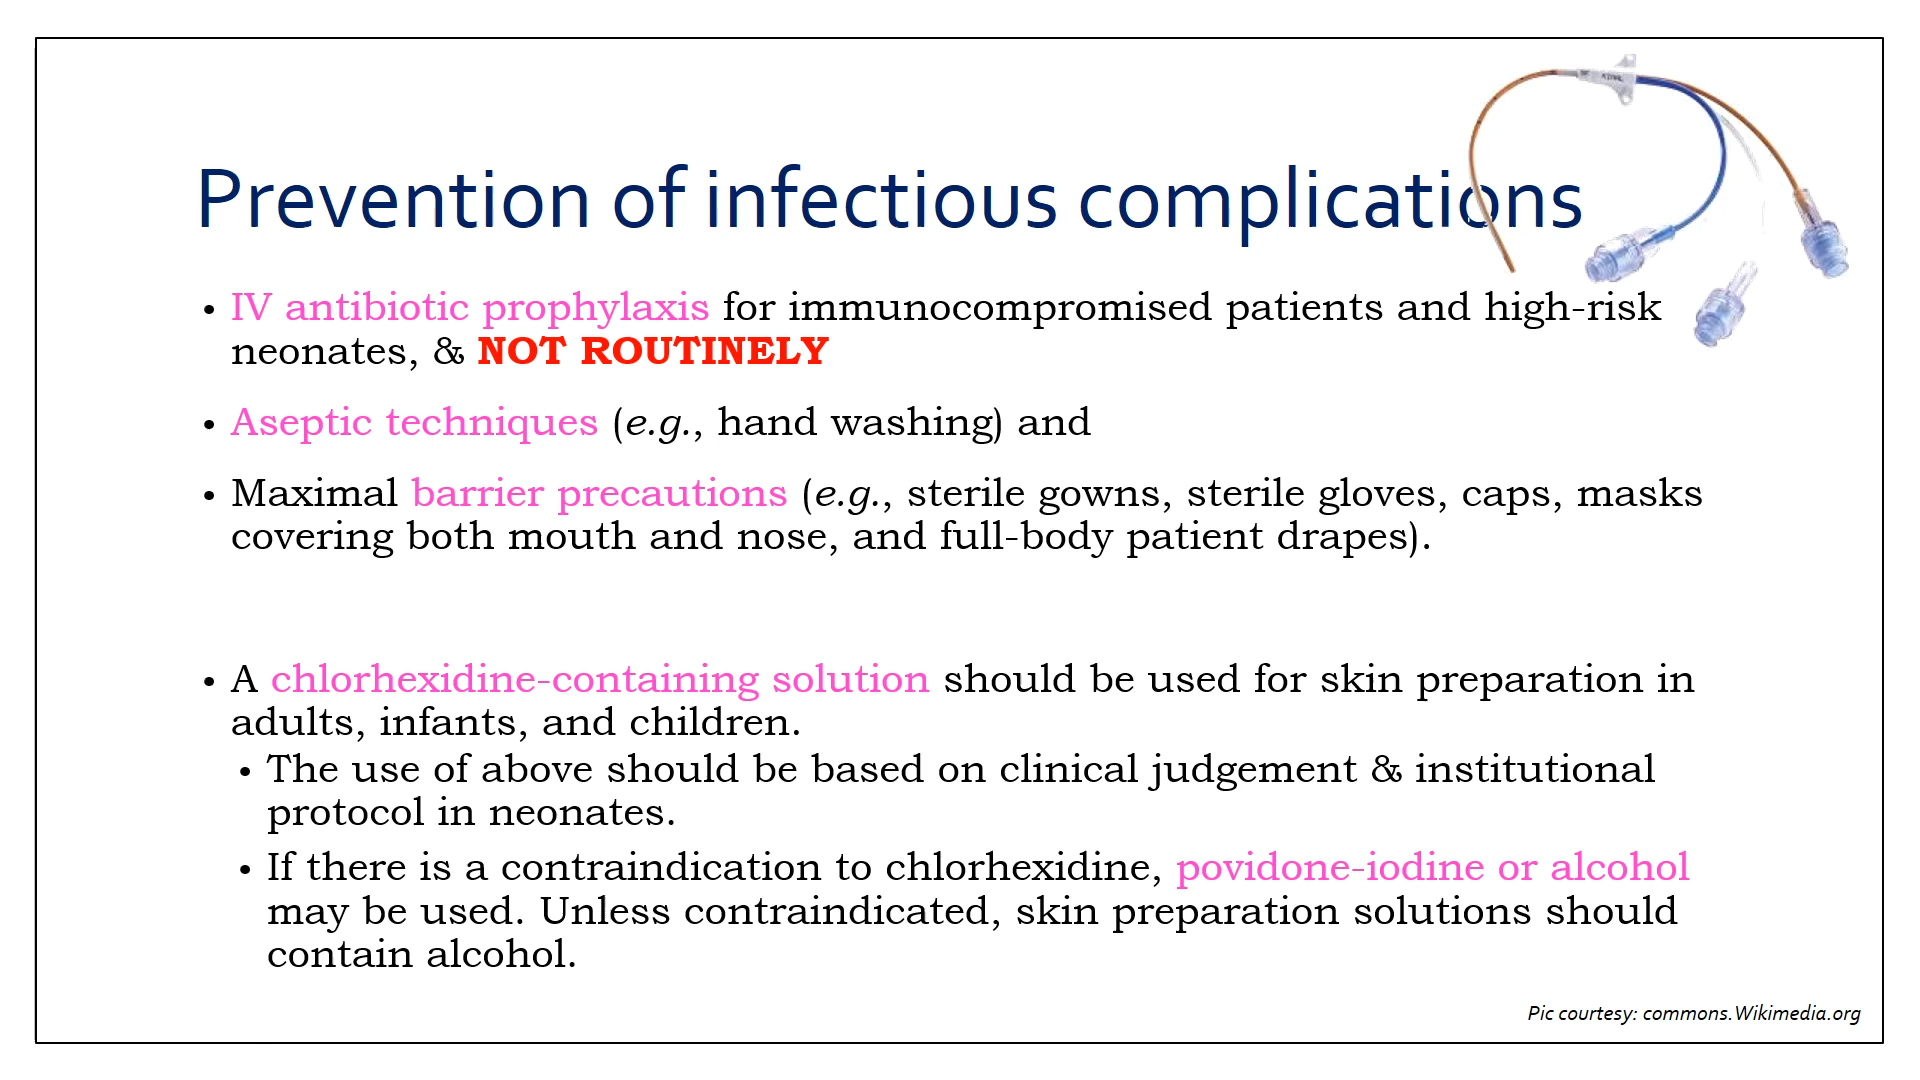 Prevention of infectious complications
• IV antibiotic prophylaxis for immunocompromised patients and high-risk
neonates, & NOT ROUTINELY
• Aseptic techniques (e.g., hand washing) and
• Maximal barrier precautions (e.g., sterile gowns, sterile gloves, caps, masks
covering both mouth and nose, and full-body patient drapes).
• A chlorhexidine-containing solution should be used for skin preparation in
adults, infants, and children.
• The use of above should be based on clinical judgement & institutional
protocol in neonates.
• If there is a contraindication to chlorhexidine, povidone-iodine or alcohol
may be used. Unless contraindicated, skin preparation solutions should
contain alcohol.
Pic courtesy: commons.Wikimedia.org